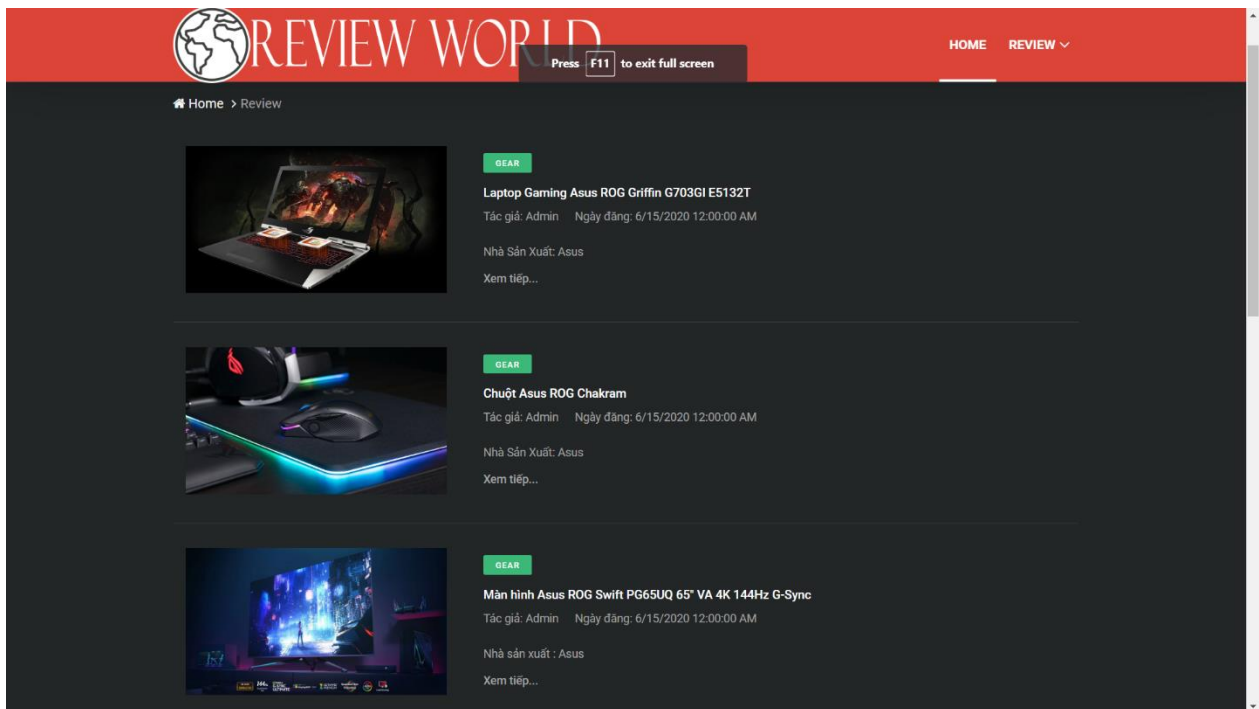 REVIEW WORLD
HOME REVIEW
Press F11 to exit full screen
Home > Review
GEAR
Laptop Gaming Asus ROG Griffin G703GI E5132T
Tác giả: Admin Ngày đăng: 6/15/2020 12:00:00 AM
Nhà Sản Xuất: Asus
Xem tiếp...
GEAR
Chuột Asus ROG Chakram
Tác giả: Admin Ngày đăng: 6/15/2020 12:00:00 AM
Nhà Sản Xuất: Asus
Xem tiếp...
GEAR
Màn hình Asus ROG Swift PG65UQ 65" VA 4K 144Hz G-Sync
Tác giả: Admin Ngày đăng: 6/15/2020 12:00:00 AM
Nhà sản xuất : Asus
Xem tiếp...